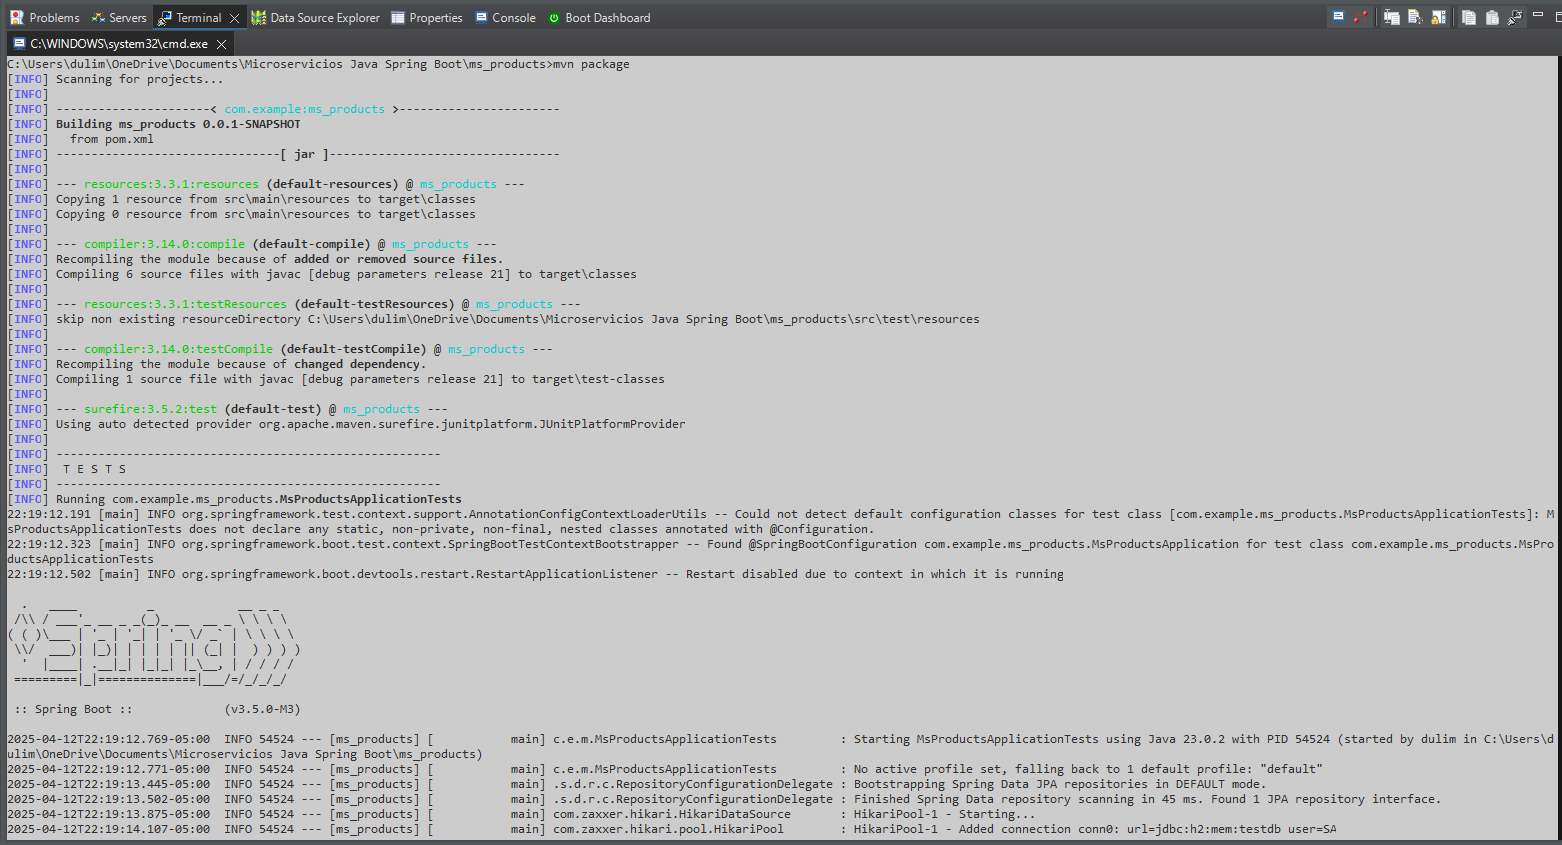 Problems Servers Terminal Data Source Explorer Properties Console Boot Dashboard
C:\WINDOWS\system32\cmd.exe
C:\Users\dulim\OneDrive\Documents\Microservicios Java Spring Boot\ms_products>mvn package
[INFO] Scanning for projects...
[INFO]
[INFO] ----------------------< com.example:ms_products >-----------------------
[INFO] Building ms_products 0.0.1-SNAPSHOT
[INFO]   from pom.xml
[INFO] --------------------------------[ jar ]---------------------------------
[INFO]
[INFO] --- resources:3.3.1:resources (default-resources) @ ms_products ---
[INFO] Copying 1 resource from src\main\resources to target\classes
[INFO] Copying 0 resource from src\main\resources to target\classes
[INFO]
[INFO] --- compiler:3.14.0:compile (default-compile) @ ms_products ---
[INFO] Recompiling the module because of added or removed source files.
[INFO] Compiling 6 source files with javac [debug parameters release 21] to target\classes
[INFO]
[INFO] --- resources:3.3.1:testResources (default-testResources) @ ms_products ---
[INFO] skip non existing resourceDirectory C:\Users\dulim\OneDrive\Documents\Microservicios Java Spring Boot\ms_products\src\test\resources
[INFO]
[INFO] --- compiler:3.14.0:testCompile (default-testCompile) @ ms_products ---
[INFO] Recompiling the module because of changed dependency.
[INFO] Compiling 1 source file with javac [debug parameters release 21] to target\test-classes
[INFO]
[INFO] --- surefire:3.5.2:test (default-test) @ ms_products ---
[INFO] Using auto detected provider org.apache.maven.surefire.junitplatform.JUnitPlatformProvider
[INFO]
[INFO] -------------------------------------------------------
[INFO]  T E S T S
[INFO] -------------------------------------------------------
[INFO] Running com.example.ms_products.MsProductsApplicationTests
22:19:12.191 [main] INFO org.springframework.test.context.support.AnnotationConfigContextLoaderUtils -- Could not detect default configuration classes for test class [com.example.ms_products.MsProductsApplicationTests]: M
sProductsApplicationTests does not declare any static, non-private, non-final, nested classes annotated with @Configuration.
22:19:12.323 [main] INFO org.springframework.boot.test.context.SpringBootTestContextBootstrapper -- Found @SpringBootConfiguration com.example.ms_products.MsProductsApplication for test class com.example.ms_products.MsPro
ductsApplicationTests
22:19:12.502 [main] INFO org.springframework.boot.devtools.restart.RestartApplicationListener -- Restart disabled due to context in which it is running
  .   ____          _            __ _ _
 /\\ / ___'_ __ _ _(_)_ __  __ _ \ \ \ \
( ( )\___ | '_ | '_| | '_ \/ _` | \ \ \ \
 \\/  ___)| |_)| | | | | || (_| |  ) ) ) )
  '  |____| .__|_| |_|_| |_\__, | / / / /
 =========|_|==============|___/=/_/_/_/
 :: Spring Boot ::             (v3.5.0-M3)
2025-04-12T22:19:12.769-05:00  INFO 54524 --- [ms_products] [           main] c.e.m.MsProductsApplicationTests         : Starting MsProductsApplicationTests using Java 23.0.2 with PID 54524 (started by dulim in C:\Users\d
ulim\OneDrive\Documents\Microservicios Java Spring Boot\ms_products)
2025-04-12T22:19:12.771-05:00  INFO 54524 --- [ms_products] [           main] c.e.m.MsProductsApplicationTests         : No active profile set, falling back to 1 default profile: "default"
2025-04-12T22:19:13.445-05:00  INFO 54524 --- [ms_products] [           main] .s.d.r.c.RepositoryConfigurationDelegate : Bootstrapping Spring Data JPA repositories in DEFAULT mode.
2025-04-12T22:19:13.502-05:00  INFO 54524 --- [ms_products] [           main] .s.d.r.c.RepositoryConfigurationDelegate : Finished Spring Data repository scanning in 45 ms. Found 1 JPA repository interface.
2025-04-12T22:19:13.875-05:00  INFO 54524 --- [ms_products] [           main] com.zaxxer.hikari.HikariDataSource       : HikariPool-1 - Starting...
2025-04-12T22:19:14.107-05:00  INFO 54524 --- [ms_products] [           main] com.zaxxer.hikari.pool.HikariPool        : HikariPool-1 - Added connection conn0: url=jdbc:h2:mem:testdb user=SA